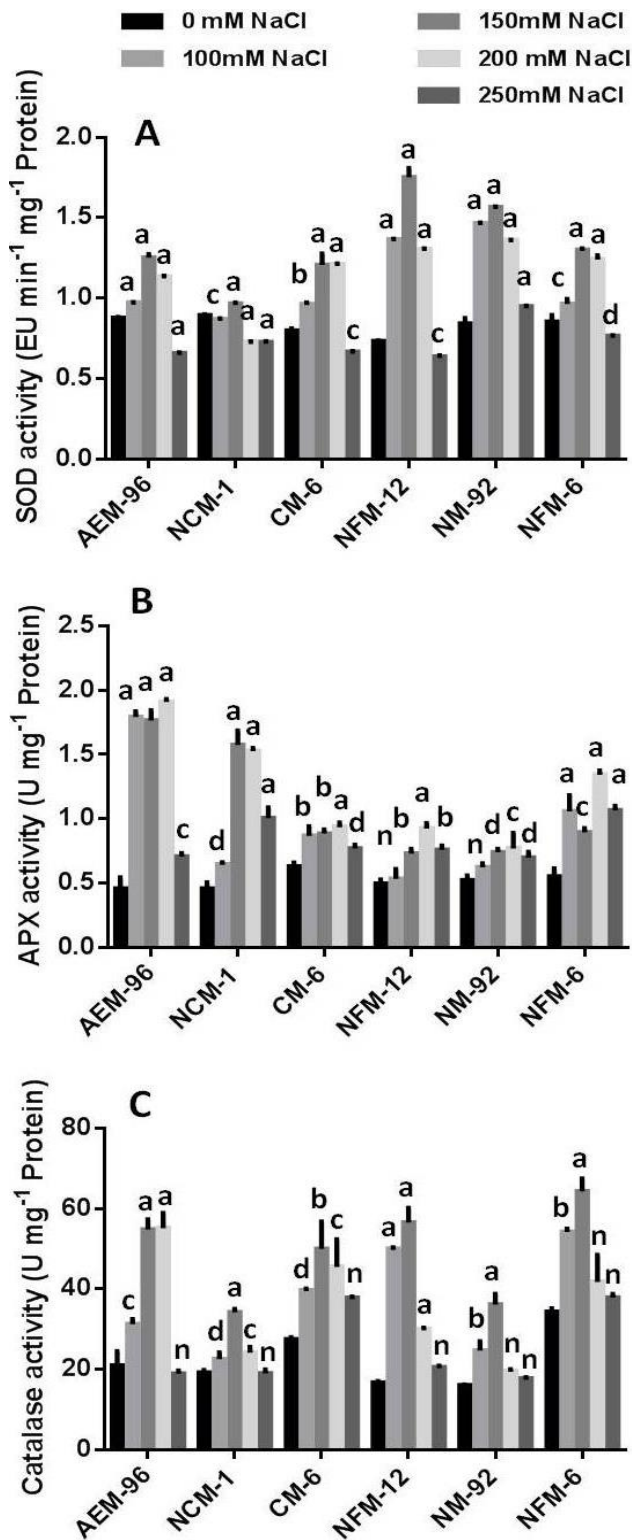 0 mM NaCl
150mM NaCl
100mM NaCl
200 mM NaCl
250mM NaCl
A
SOD activity (EU min⁻¹ mg⁻¹ Protein)
2.0
1.5
1.0
0.5
0.0
a a a a a
c a a a
b a a c
a a a c
a a a a
c a a d
AEM-96
NCM-1
CM-6
NFM-12
NM-92
NFM-6
B
APX activity (U mg⁻¹ Protein)
2.5
2.0
1.5
1.0
0.5
0.0
a a a c
d a a a
b b a d
n b a b
n d c d
a c a a
AEM-96
NCM-1
CM-6
NFM-12
NM-92
NFM-6
C
Catalase activity (U mg⁻¹ Protein)
80
60
40
20
0
c a a n
d a c n
d b c n
a a a n
b a n n
b a n n
AEM-96
NCM-1
CM-6
NFM-12
NM-92
NFM-6